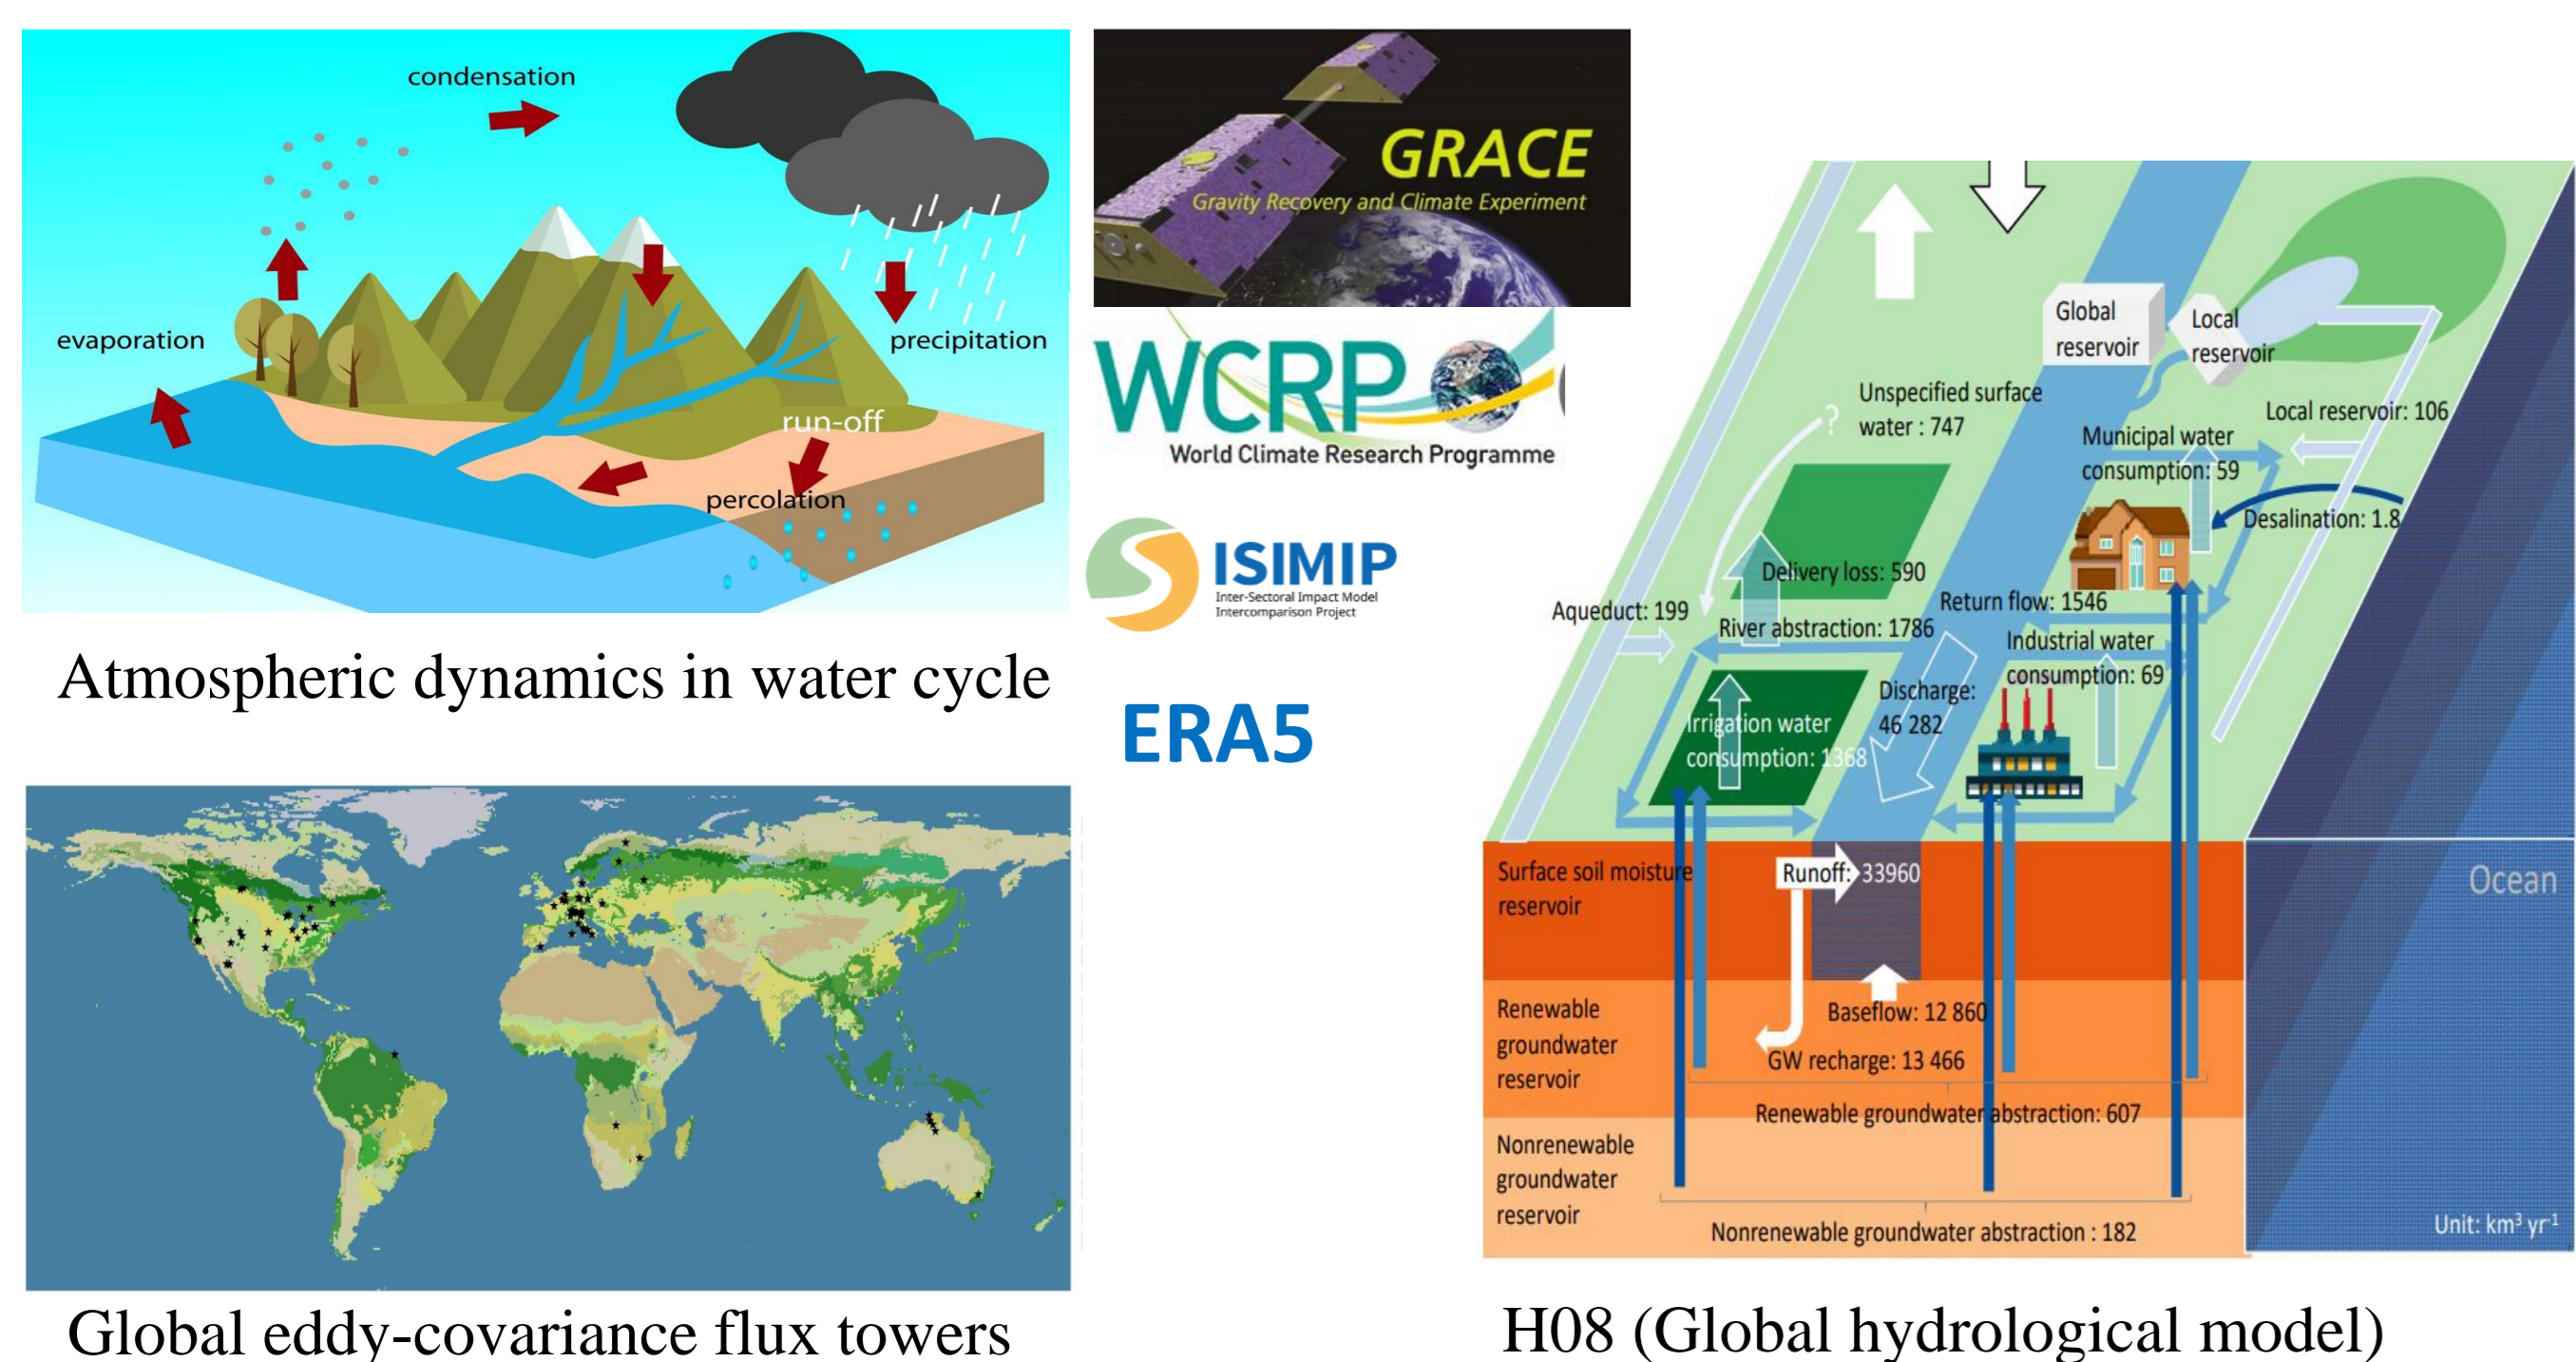 condensation
evaporation
precipitation
run-off
percolation
Atmospheric dynamics in water cycle
Global eddy-covariance flux towers
GRACE
Gravity Recovery and Climate Experiment
WCRP
World Climate Research Programme
ISIMIP
Inter-Sectoral Impact Model
Intercomparison Project
ERA5
Global
reservoir
Local
reservoir
Unspecified surface
water : 747
?
Local reservoir: 106
Municipal water
consumption: 59
Desalination: 1.8
Delivery loss: 590
Aqueduct: 199
Return flow: 1546
River abstraction: 1786
Industrial water
consumption: 69
Discharge:
46 282
Irrigation water
consumption: 1368
Surface soil moisture
reservoir
Runoff: 33960
Ocean
Renewable
groundwater
reservoir
Baseflow: 12 860
GW recharge: 13 466
Renewable groundwater abstraction: 607
Nonrenewable
groundwater
reservoir
Nonrenewable groundwater abstraction : 182
Unit: km³ yr⁻¹
H08 (Global hydrological model)